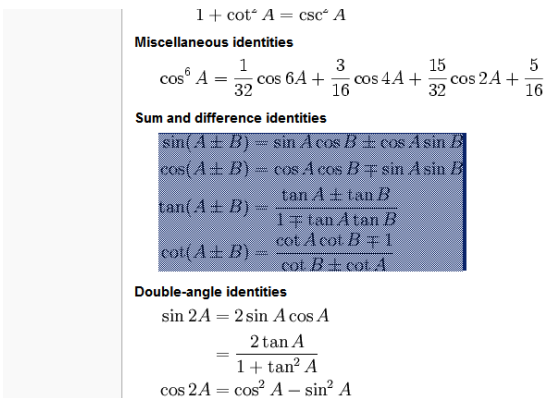 1 + cot² A = csc² A
Miscellaneous identities
cos⁶ A = 1/32 cos 6A + 3/16 cos 4A + 15/32 cos 2A + 5/16
Sum and difference identities
sin(A ± B) = sin A cos B ± cos A sin B
cos(A ± B) = cos A cos B ∓ sin A sin B
tan(A ± B) = (tan A ± tan B)/(1 ∓ tan A tan B)
cot(A ± B) = (cot A cot B ∓ 1)/(cot B ± cot A)
Double-angle identities
sin 2A = 2 sin A cos A
= (2 tan A)/(1 + tan² A)
cos 2A = cos² A − sin² A